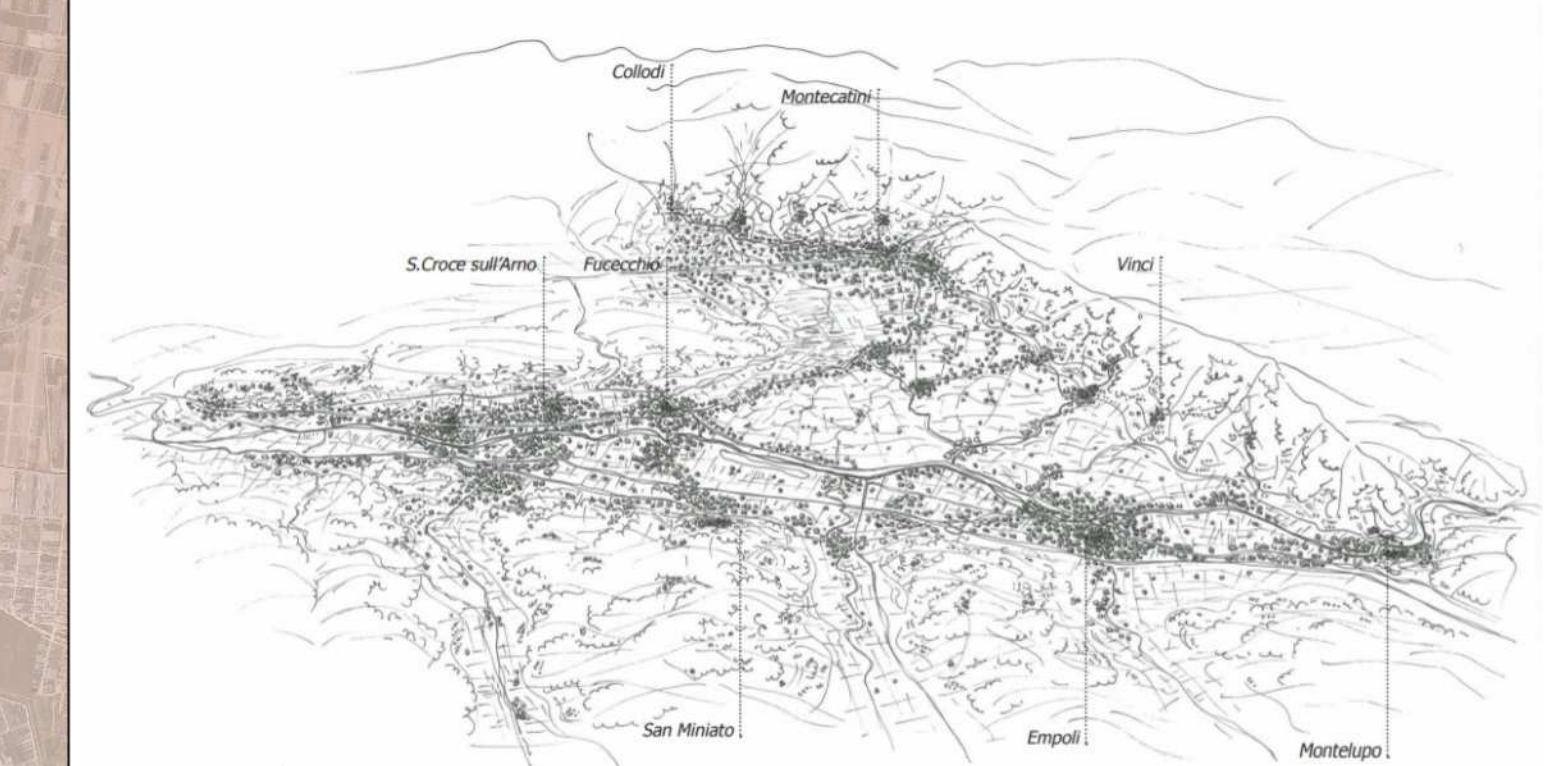 Collodi
Montecatini
S.Croce sull'Arno
Fucecchio
Vinci
San Miniato
Empoli
Montelupo